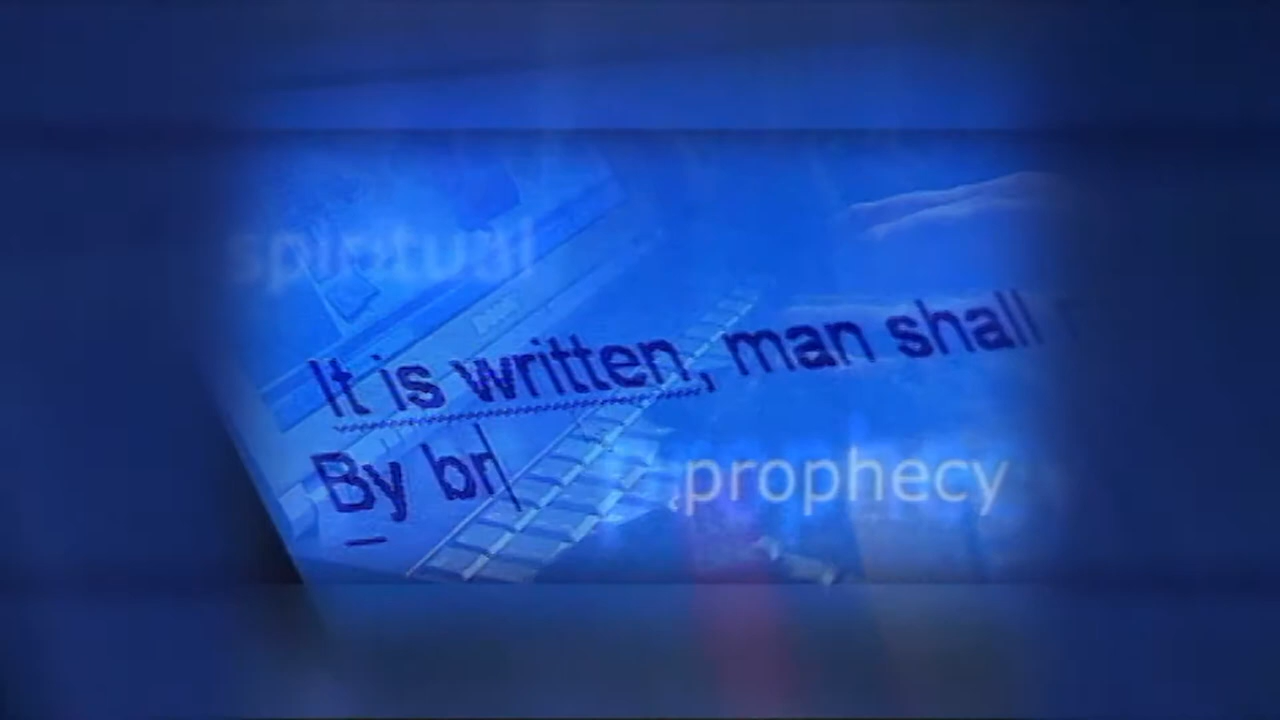 spiritual
It is written, man shall
By br
prophecy